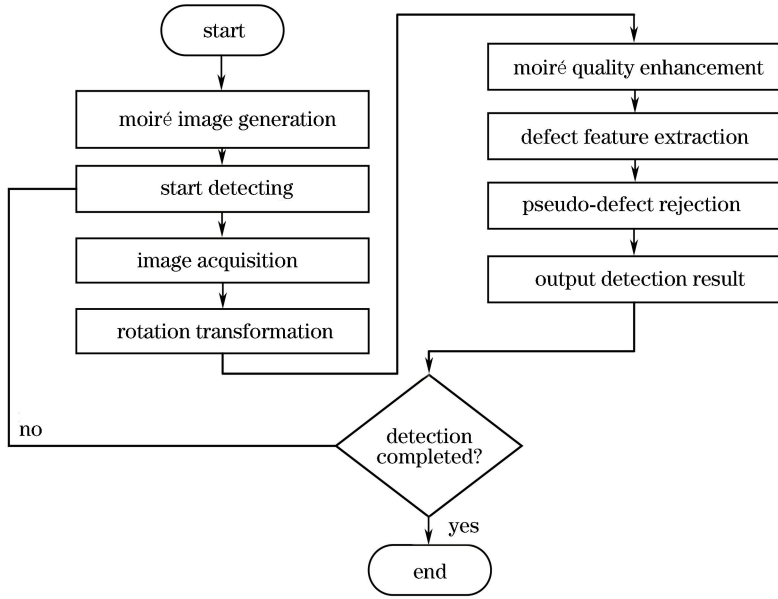 start
moiré image generation
start detecting
image acquisition
rotation transformation
moiré quality enhancement
defect feature extraction
pseudo-defect rejection
output detection result
detection
completed?
no
yes
end